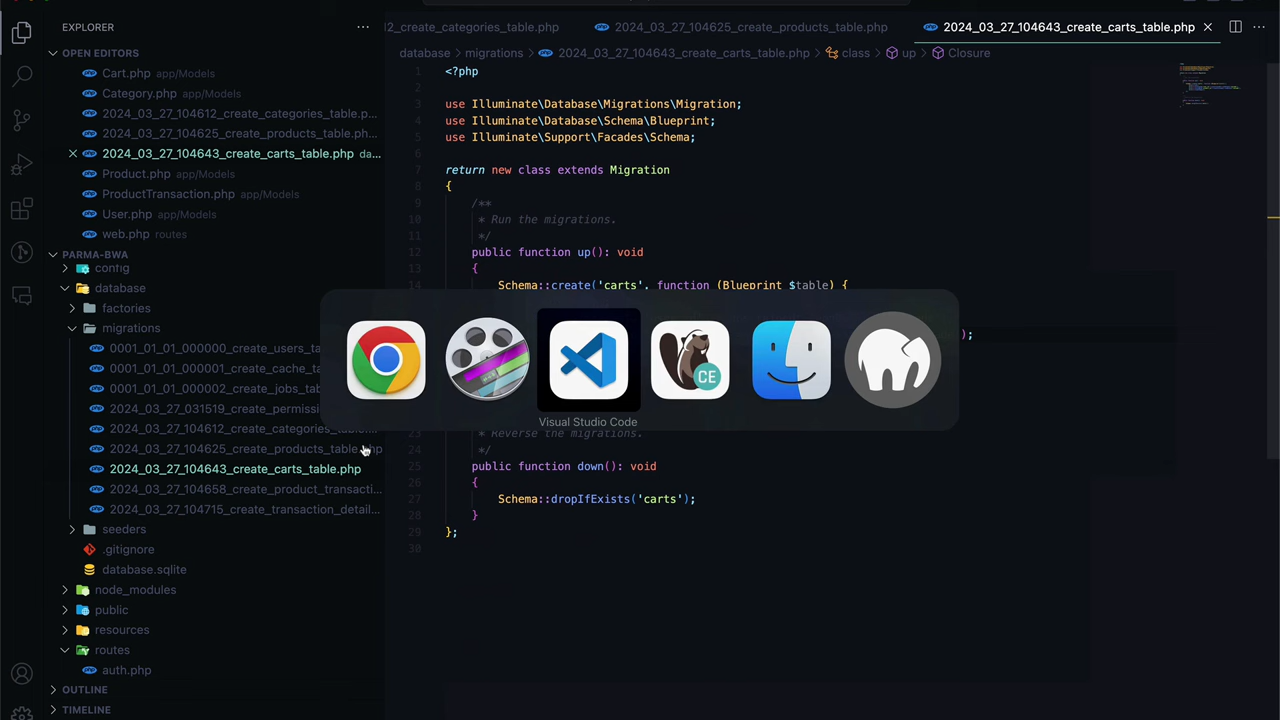 EXPLORER
OPEN EDITORS
Cart.php app/Models
Category.php app/Models
2024_03_27_104612_create_categories_table.p...
2024_03_27_104625_create_products_table.ph...
2024_03_27_104643_create_carts_table.php da...
Product.php app/Models
ProductTransaction.php app/Models
User.php app/Models
web.php routes
PARMA-BWA
config
database
factories
migrations
0001_01_01_000000_create_users_ta
0001_01_01_000001_create_cache_ta
0001_01_01_000002_create_jobs_tab
2024_03_27_031519_create_permissi
2024_03_27_104612_create_categories_table....
2024_03_27_104625_create_products_table.php
2024_03_27_104643_create_carts_table.php
2024_03_27_104658_create_product_transacti...
2024_03_27_104715_create_transaction_detail...
seeders
.gitignore
database.sqlite
node_modules
public
resources
routes
auth.php
OUTLINE
TIMELINE
12_create_categories_table.php
2024_03_27_104625_create_products_table.php
2024_03_27_104643_create_carts_table.php
database > migrations > 2024_03_27_104643_create_carts_table.php > class > up > Closure
1 <?php
2
3 use Illuminate\Database\Migrations\Migration;
4 use Illuminate\Database\Schema\Blueprint;
5 use Illuminate\Support\Facades\Schema;
6
7 return new class extends Migration
8 {
9 /**
10 * Run the migrations.
11 */
12 public function up(): void
13 {
14 Schema::create('carts', function (Blueprint $table) {
);
CE
Visual Studio Code
23 * Reverse the migrations.
24 */
25 public function down(): void
26 {
27 Schema::dropIfExists('carts');
28 }
29 };
30